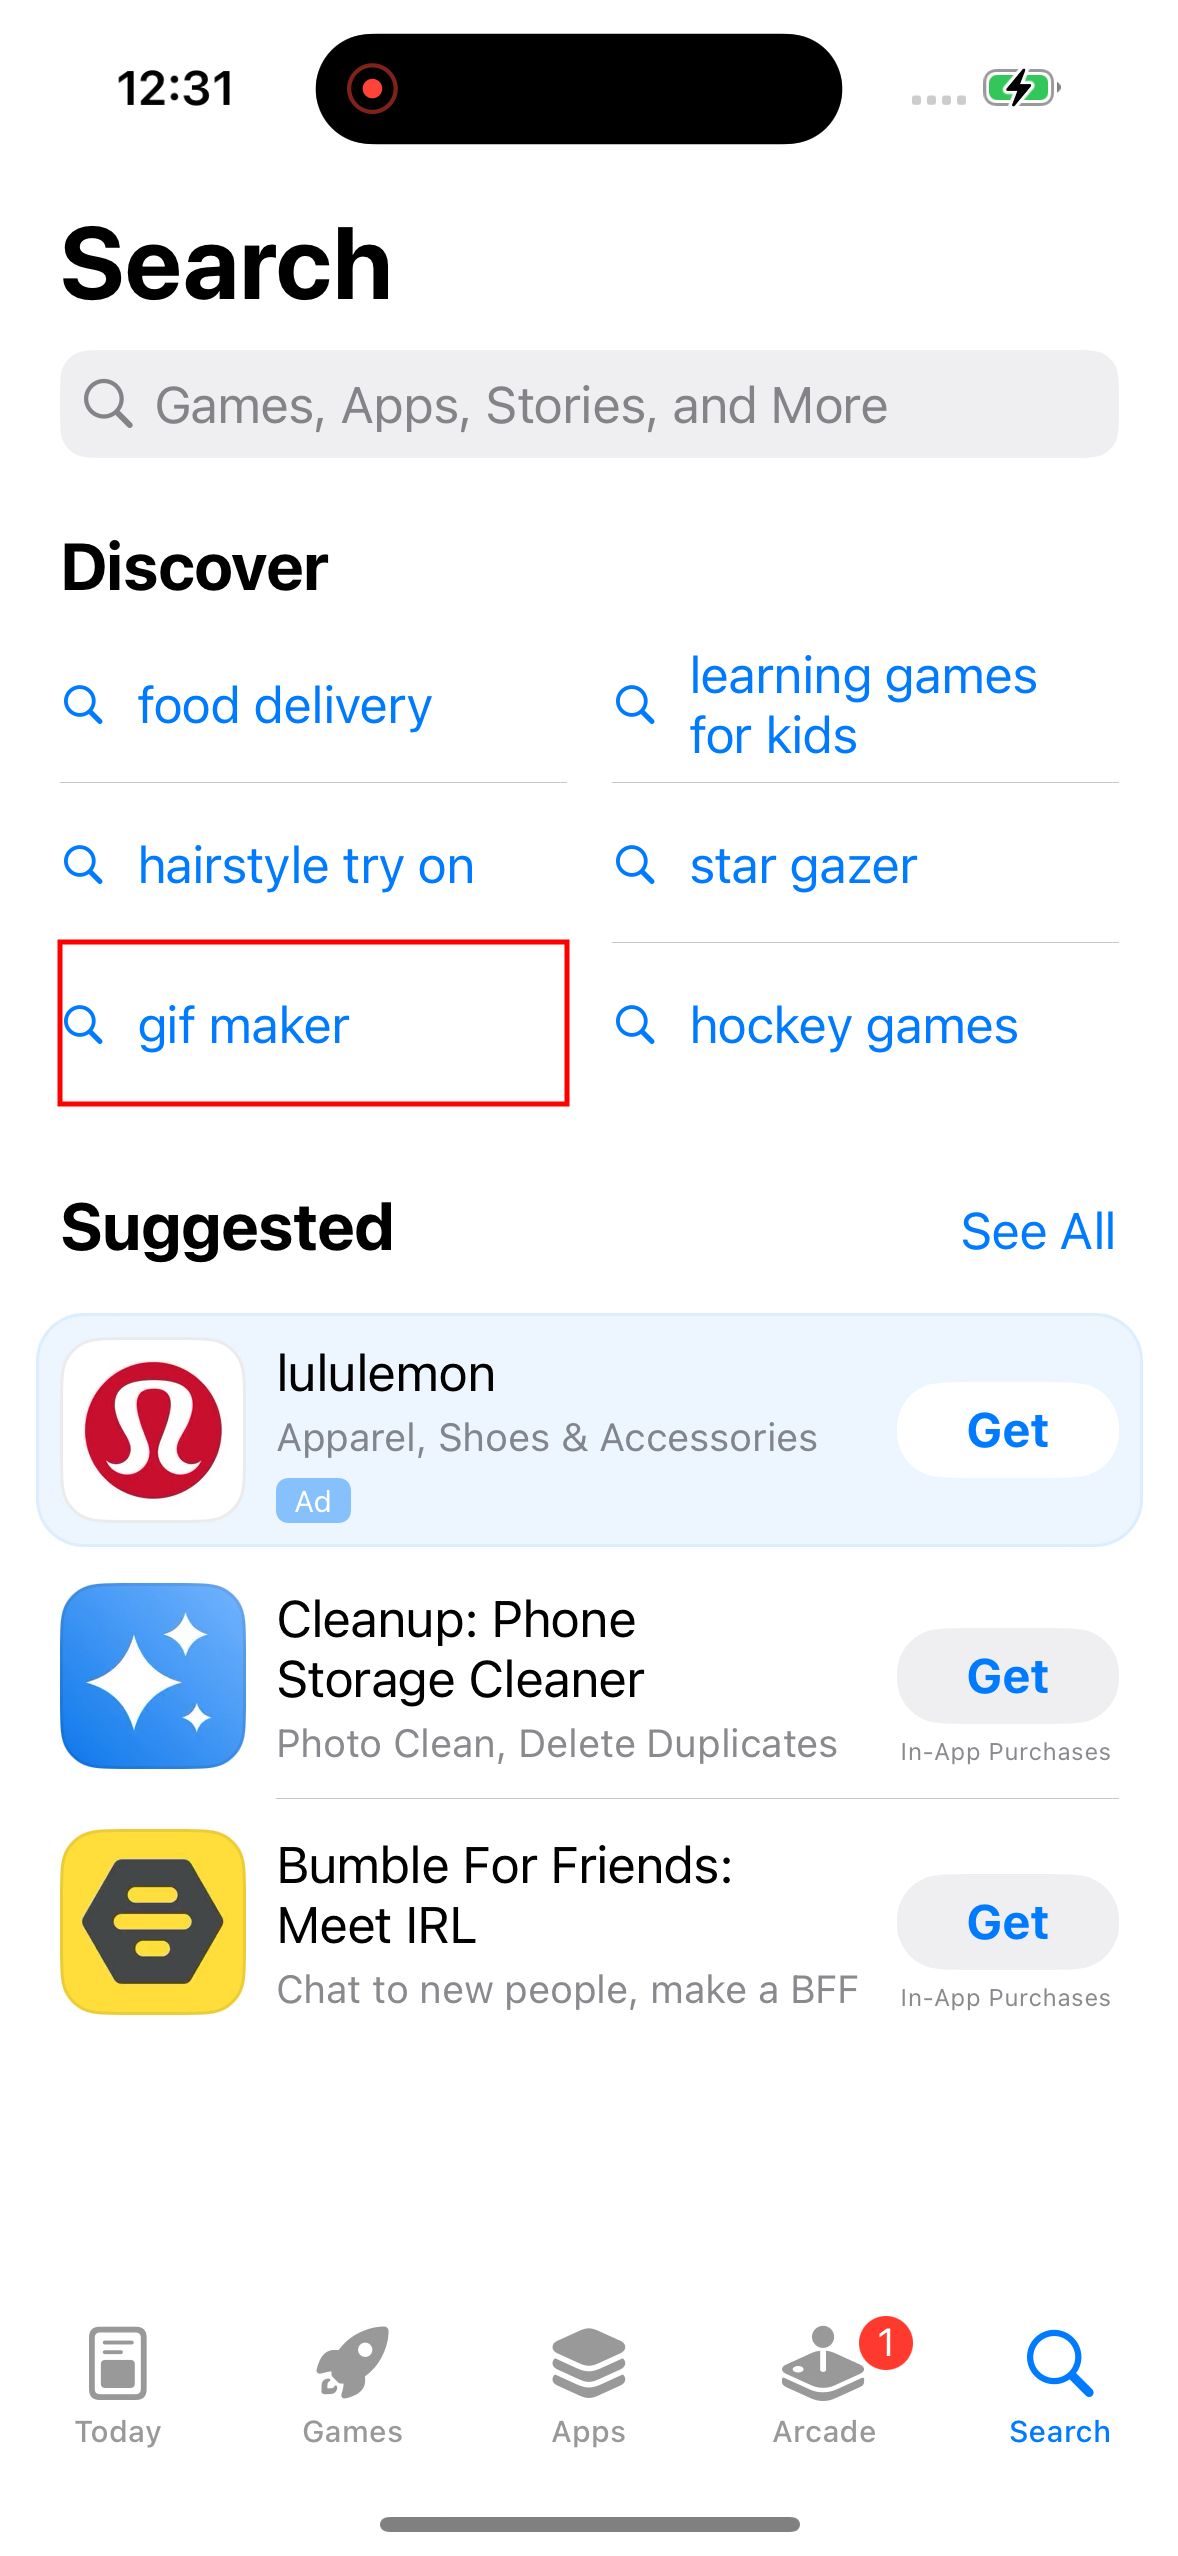 12:31
Search
Games, Apps, Stories, and More
Discover
food delivery
learning games
for kids
hairstyle try on
star gazer
gif maker
hockey games
Suggested
See All
lululemon
Apparel, Shoes & Accessories
Ad
Get
Cleanup: Phone
Storage Cleaner
Photo Clean, Delete Duplicates
Get
In-App Purchases
Bumble For Friends:
Meet IRL
Chat to new people, make a BFF
Get
In-App Purchases
1
Today
Games
Apps
Arcade
Search